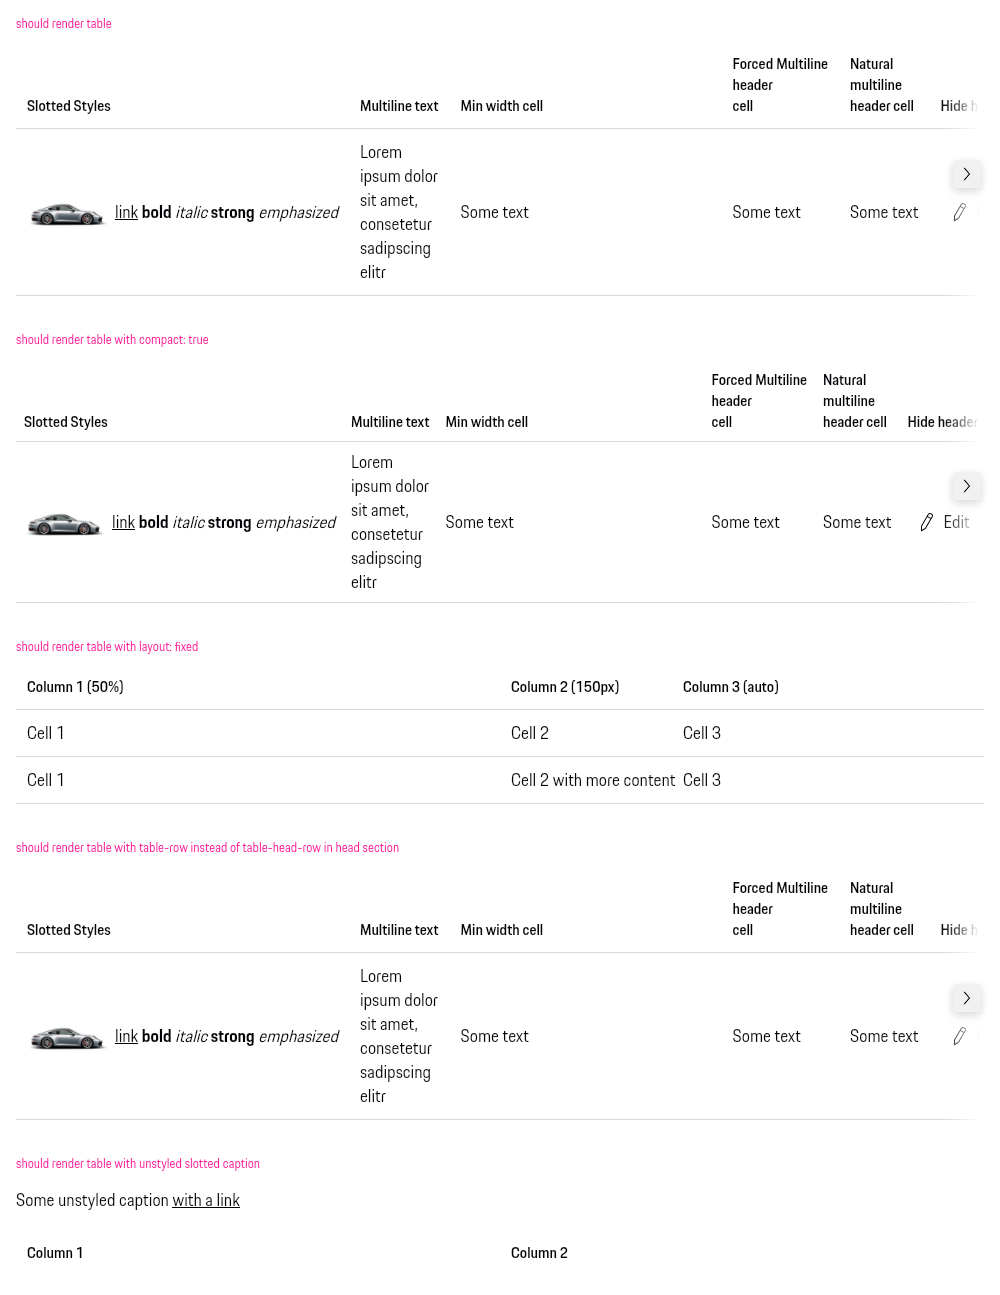 should render table
Slotted Styles
Multiline text
Min width cell
Forced Multiline
header
cell
Natural
multiline
header cell
Hide h
link bold italic strong emphasized
Lorem
ipsum dolor
sit amet,
consetetur
sadipscing
elitr
Some text
Some text
Some text
should render table with compact: true
Slotted Styles
Multiline text
Min width cell
Forced Multiline
header
cell
Natural
multiline
header cell
Hide header
link bold italic strong emphasized
Lorem
ipsum dolor
sit amet,
consetetur
sadipscing
elitr
Some text
Some text
Some text
Edit
should render table with layout: fixed
Column 1 (50%)
Column 2 (150px)
Column 3 (auto)
Cell 1
Cell 2
Cell 3
Cell 1
Cell 2 with more content
Cell 3
should render table with table-row instead of table-head-row in head section
Slotted Styles
Multiline text
Min width cell
Forced Multiline
header
cell
Natural
multiline
header cell
Hide h
link bold italic strong emphasized
Lorem
ipsum dolor
sit amet,
consetetur
sadipscing
elitr
Some text
Some text
Some text
should render table with unstyled slotted caption
Some unstyled caption with a link
Column 1
Column 2